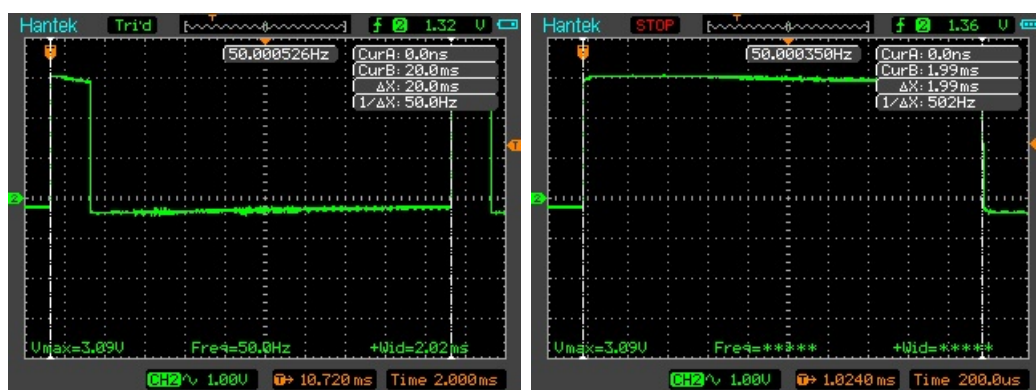 Hantek Tri'd T f 2 1.32 V
50.000526Hz
CurA: 0.0ns
CurB: 20.0ms
ΔX: 20.0ms
1/ΔX: 50.0Hz
T
2
Vmax=3.09V Freq=50.0Hz +Wid=2.02ms
CH2 1.00V T→ 10.720ms Time 2.000ms
Hantek STOP T f 2 1.36 V
50.000350Hz
CurA: 0.0ns
CurB: 1.99ms
ΔX: 1.99ms
1/ΔX: 502Hz
2
Vmax=3.09V Freq=***** +Wid=*****
CH2 1.00V T→ 1.0240ms Time 200.0us